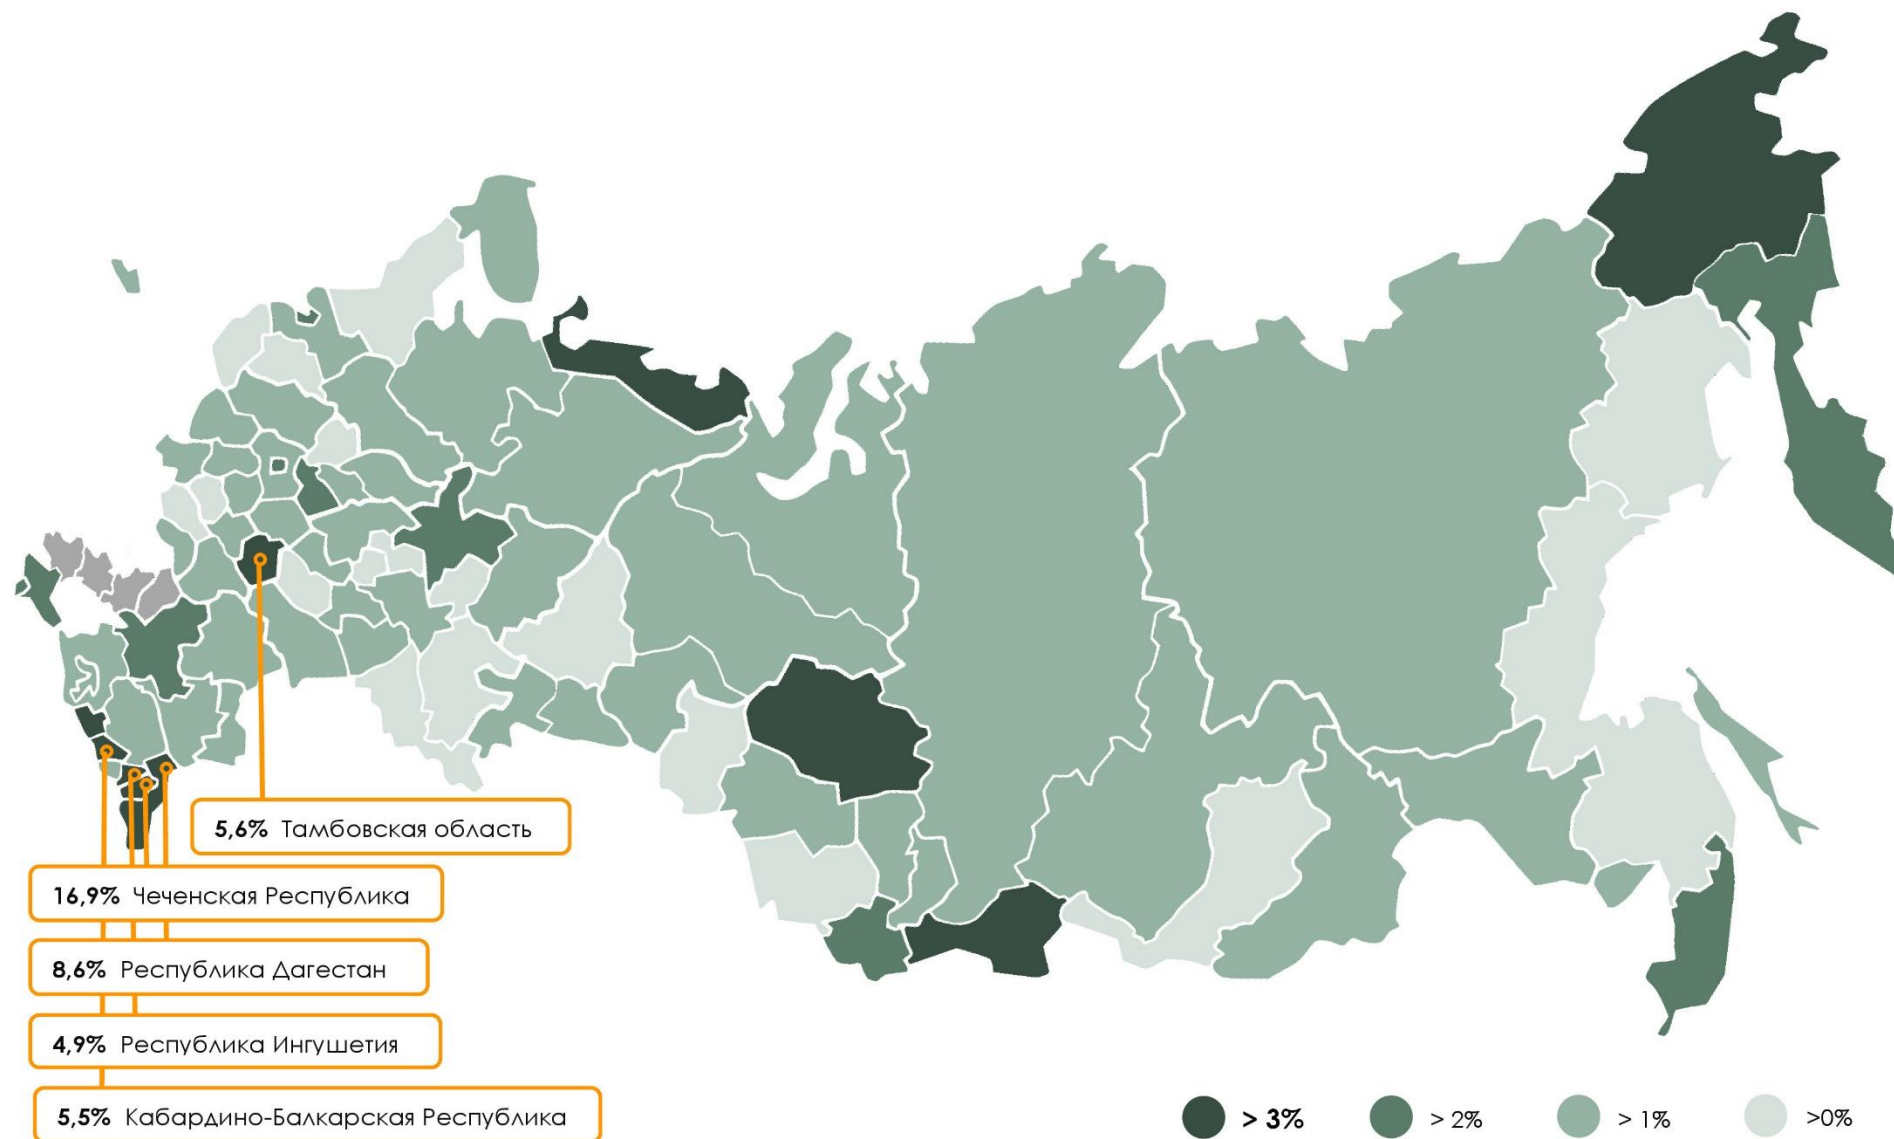 5,6% Тамбовская область
16,9% Чеченская Республика
8,6% Республика Дагестан
4,9% Республика Ингушетия
5,5% Кабардино-Балкарская Республика
> 3% > 2% > 1% >0%